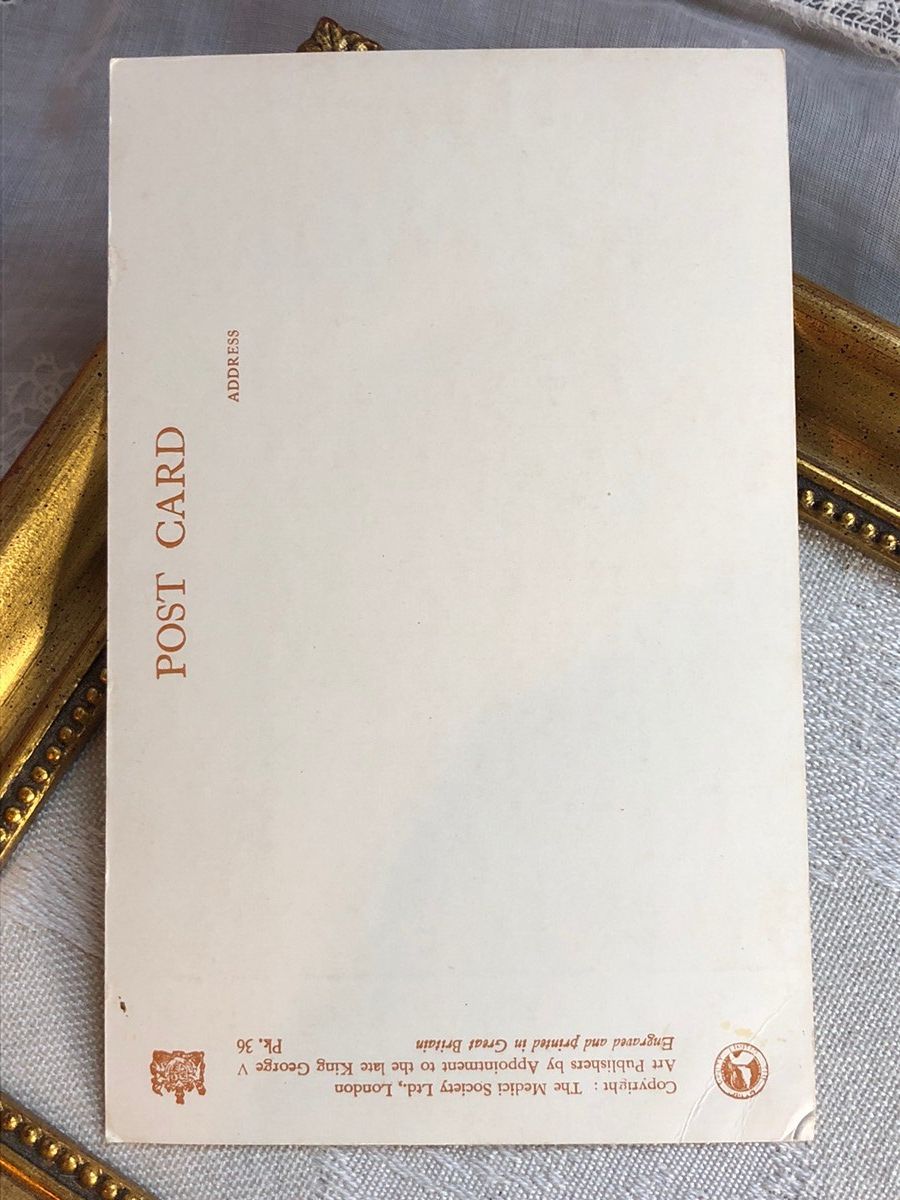 POST CARD
ADDRESS
Copyright : The Medici Society Ltd., London
Art Publishers by Appointment to the late King George V
Engraved and printed in Great Britain
Pk. 36